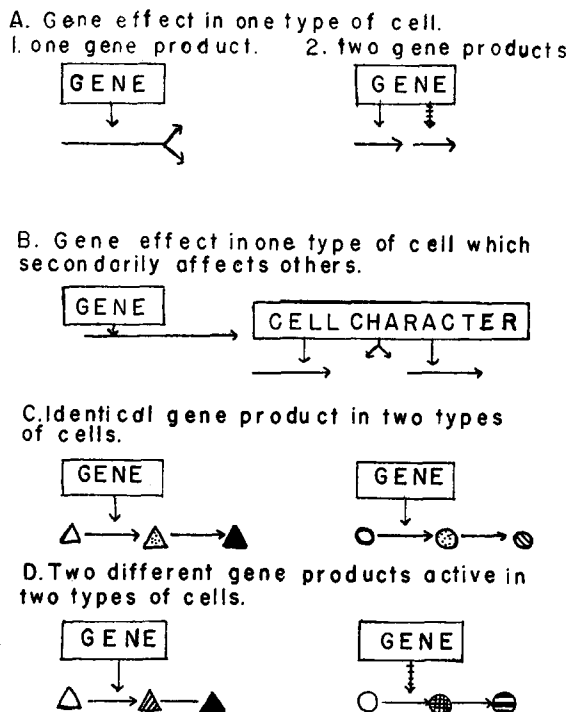 A. Gene effect in one type of cell.
1. one gene product. 2. two gene products
GENE GENE
B. Gene effect in one type of cell which
secondarily affects others.
GENE CELL CHARACTER
C. Identical gene product in two types
of cells.
GENE GENE
D. Two different gene products active in
two types of cells.
GENE GENE